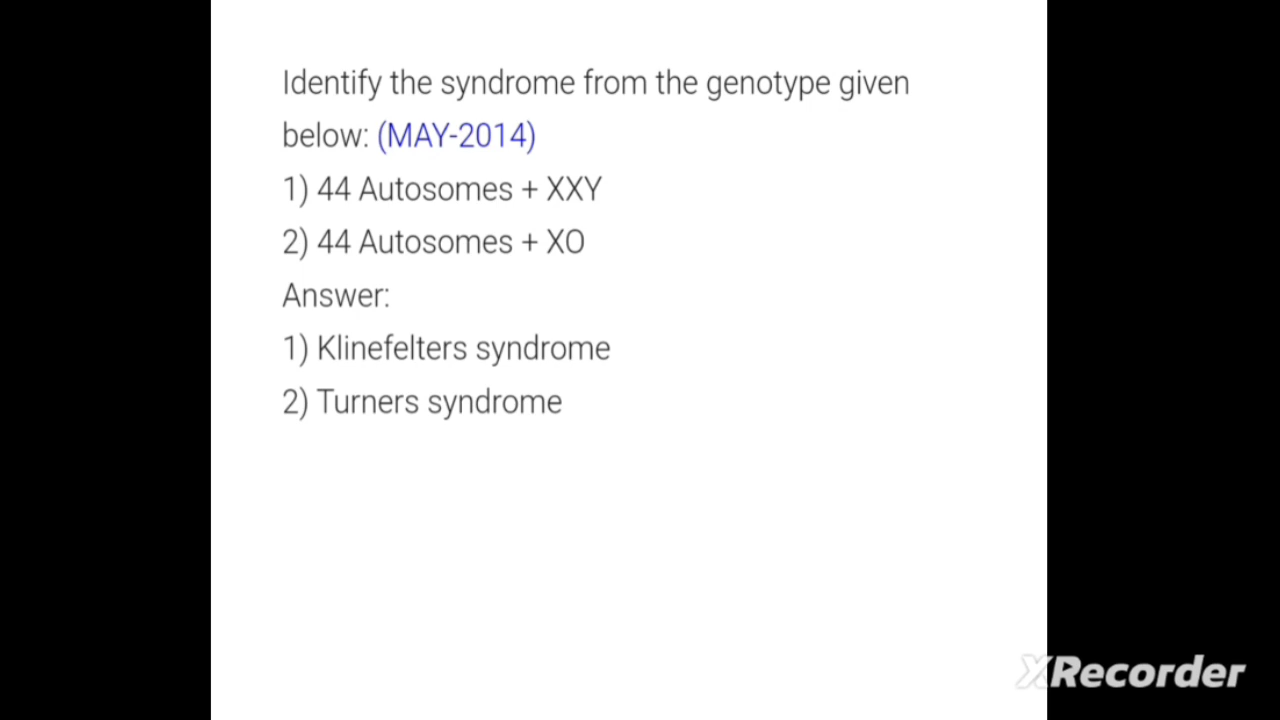 Identify the syndrome from the genotype given
below: (MAY-2014)
1) 44 Autosomes + XXY
2) 44 Autosomes + XO
Answer:
1) Klinefelters syndrome
2) Turners syndrome
XRecorder